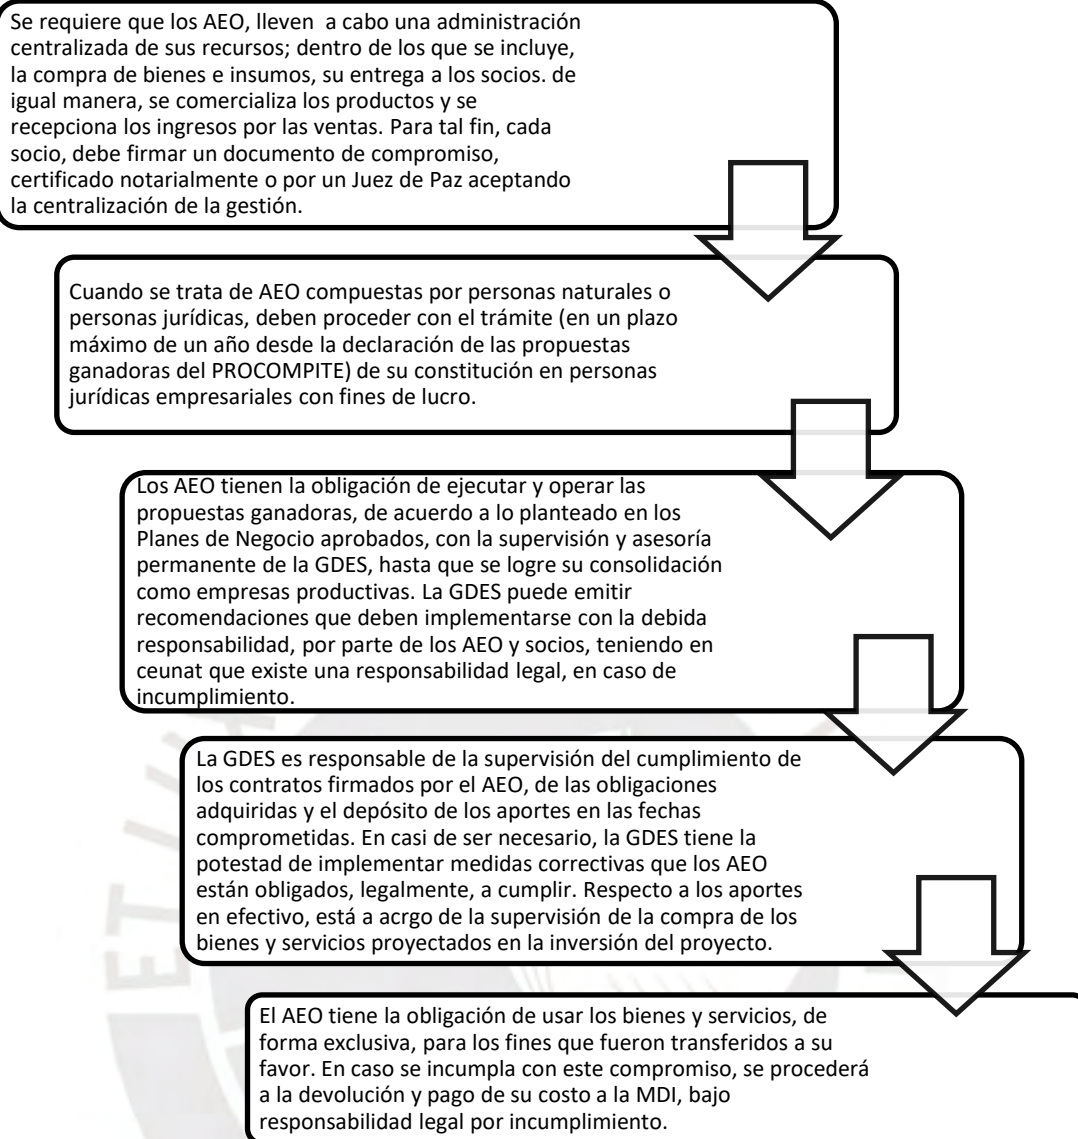 Se requiere que los AEO, lleven a cabo una administración
centralizada de sus recursos; dentro de los que se incluye,
la compra de bienes e insumos, su entrega a los socios. de
igual manera, se comercializa los productos y se
recepciona los ingresos por las ventas. Para tal fin, cada
socio, debe firmar un documento de compromiso,
certificado notarialmente o por un Juez de Paz aceptando
la centralización de la gestión.
Cuando se trata de AEO compuestas por personas naturales o
personas jurídicas, deben proceder con el trámite (en un plazo
máximo de un año desde la declaración de las propuestas
ganadoras del PROCOMPITE) de su constitución en personas
jurídicas empresariales con fines de lucro.
Los AEO tienen la obligación de ejecutar y operar las
propuestas ganadoras, de acuerdo a lo planteado en los
Planes de Negocio aprobados, con la supervisión y asesoría
permanente de la GDES, hasta que se logre su consolidación
como empresas productivas. La GDES puede emitir
recomendaciones que deben implementarse con la debida
responsabilidad, por parte de los AEO y socios, teniendo en
ceunat que existe una responsabilidad legal, en caso de
incumplimiento.
La GDES es responsable de la supervisión del cumplimiento de
los contratos firmados por el AEO, de las obligaciones
adquiridas y el depósito de los aportes en las fechas
comprometidas. En casi de ser necesario, la GDES tiene la
potestad de implementar medidas correctivas que los AEO
están obligados, legalmente, a cumplir. Respecto a los aportes
en efectivo, está a acrgo de la supervisión de la compra de los
bienes y servicios proyectados en la inversión del proyecto.
El AEO tiene la obligación de usar los bienes y servicios, de
forma exclusiva, para los fines que fueron transferidos a su
favor. En caso se incumpla con este compromiso, se procederá
a la devolución y pago de su costo a la MDI, bajo
responsabilidad legal por incumplimiento.